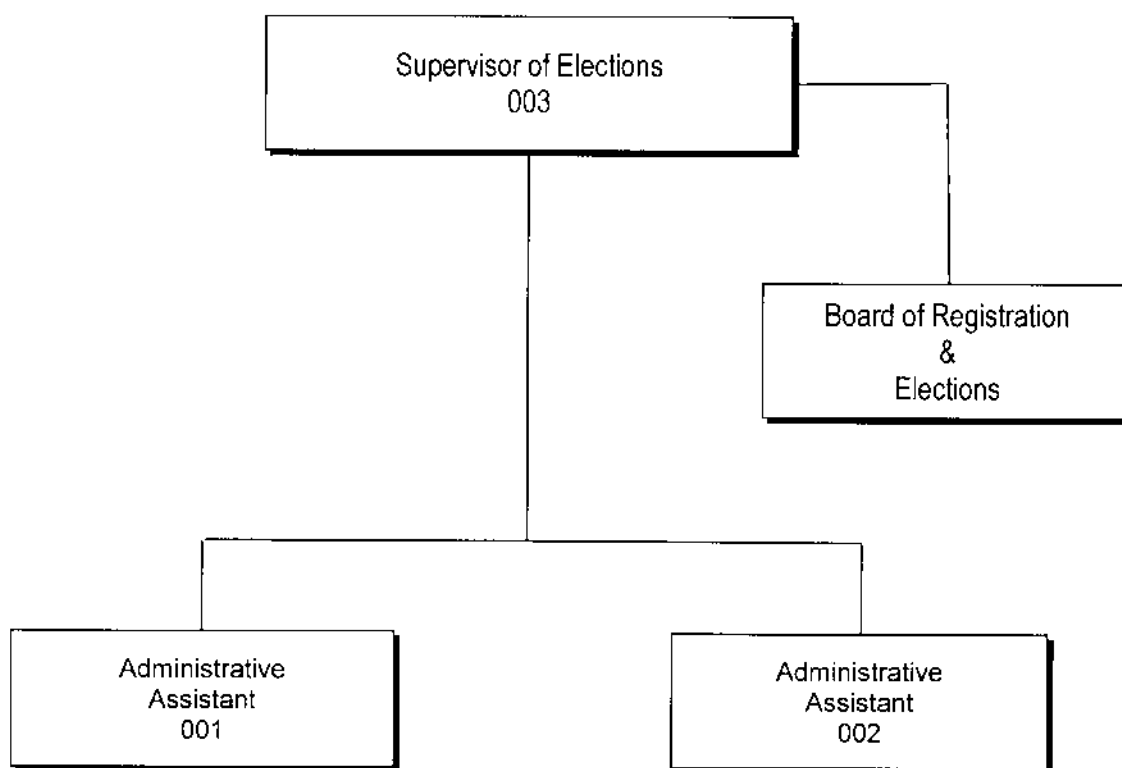 Supervisor of Elections
003
Board of Registration
&
Elections
Administrative
Assistant
001
Administrative
Assistant
002